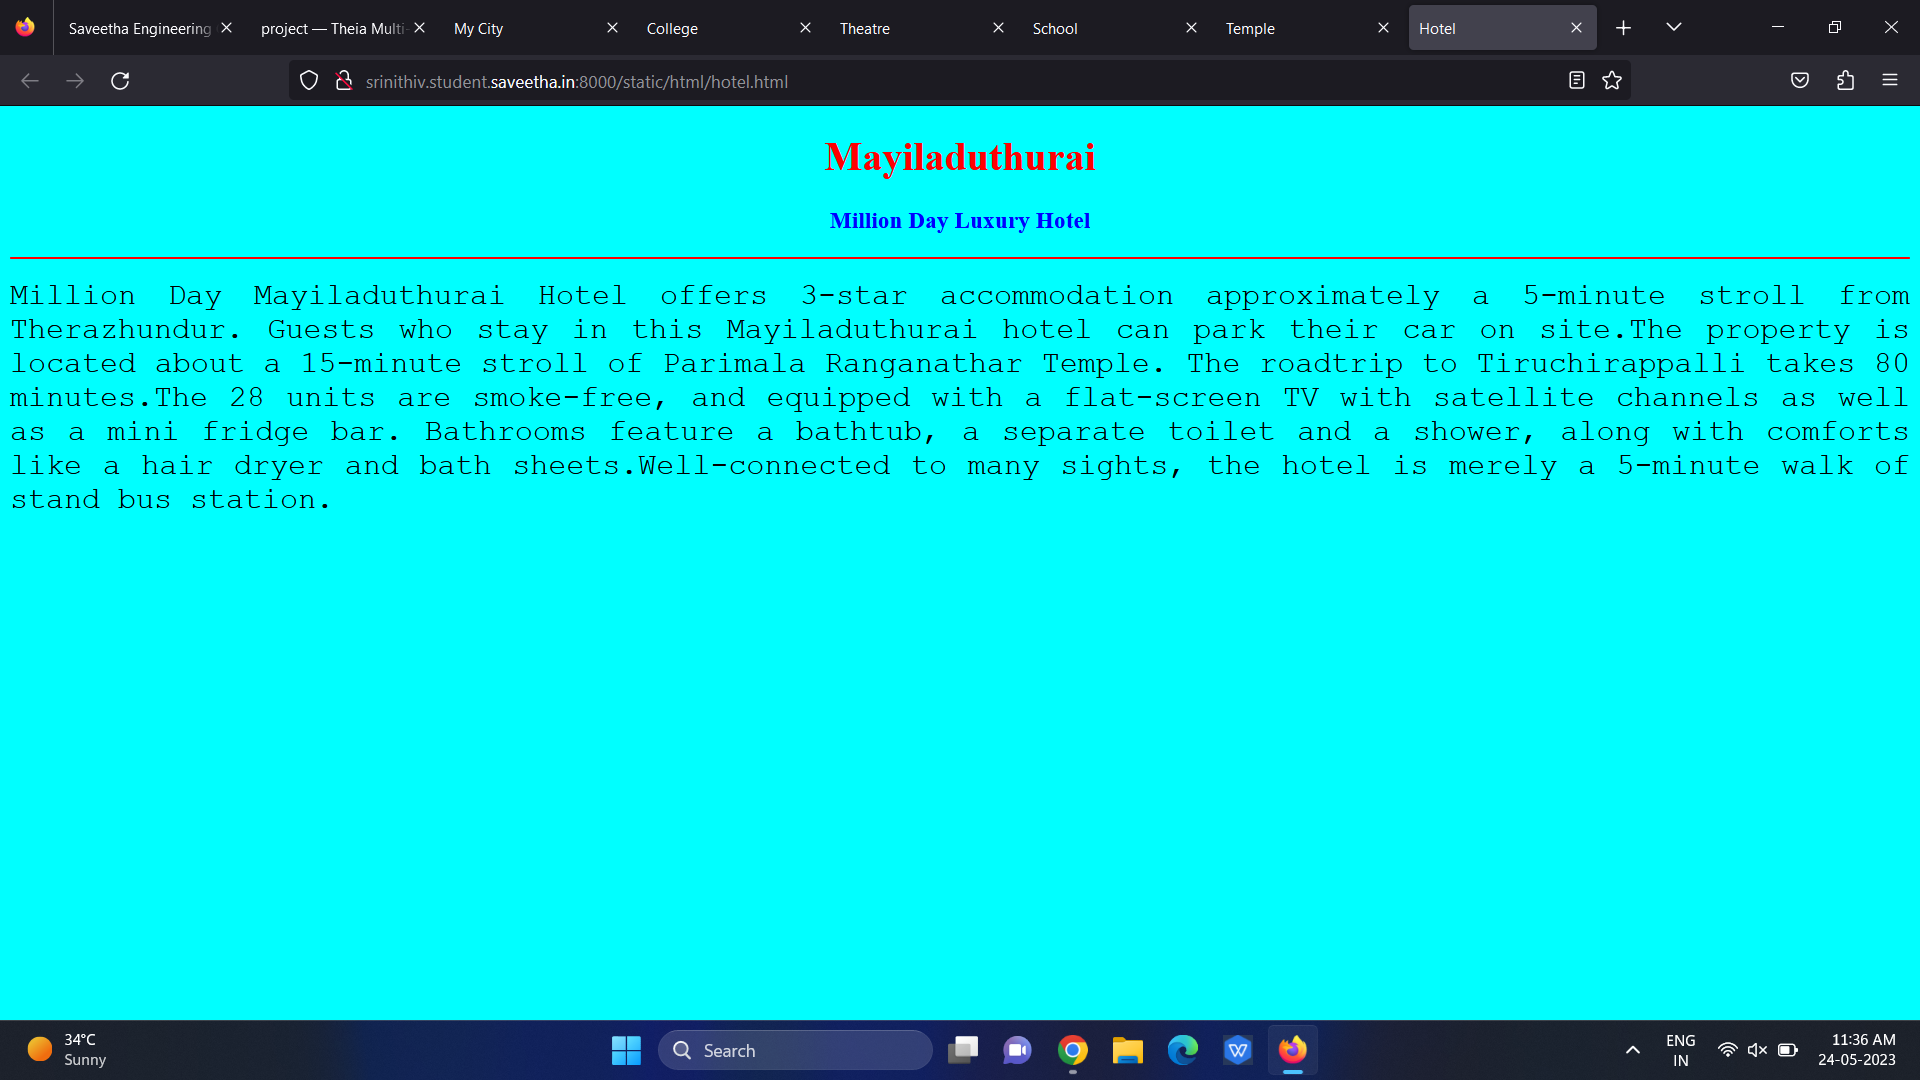 Saveetha Engineering
project — Theia Multi-
My City
College
Theatre
School
Temple
Hotel
srinithiv.student.saveetha.in:8000/static/html/hotel.html
Mayiladuthurai
Million Day Luxury Hotel
Million Day Mayiladuthurai Hotel offers 3-star accommodation approximately a 5-minute stroll from
Therazhundur. Guests who stay in this Mayiladuthurai hotel can park their car on site.The property is
located about a 15-minute stroll of Parimala Ranganathar Temple. The roadtrip to Tiruchirappalli takes 80
minutes.The 28 units are smoke-free, and equipped with a flat-screen TV with satellite channels as well
as a mini fridge bar. Bathrooms feature a bathtub, a separate toilet and a shower, along with comforts
like a hair dryer and bath sheets.Well-connected to many sights, the hotel is merely a 5-minute walk of
stand bus station.
34°C
Sunny
Search
ENG
IN
11:36 AM
24-05-2023